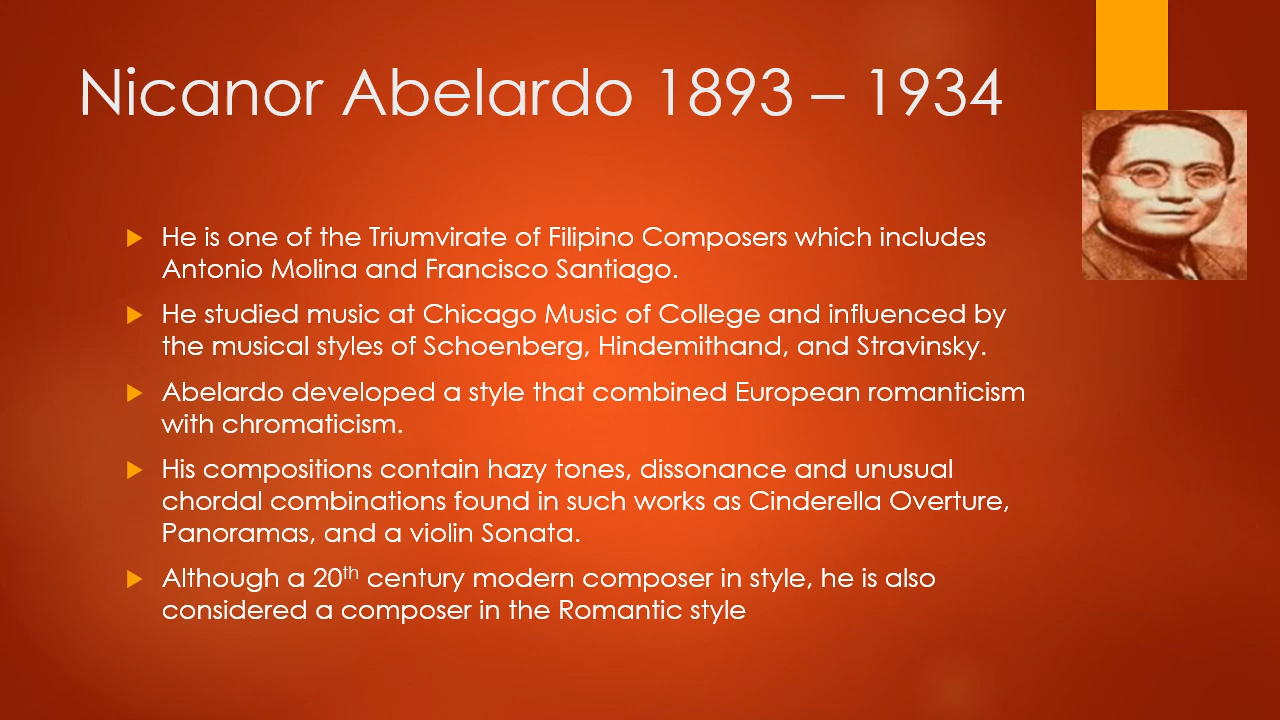 Nicanor Abelardo 1893 – 1934
He is one of the Triumvirate of Filipino Composers which includes
Antonio Molina and Francisco Santiago.
He studied music at Chicago Music of College and influenced by
the musical styles of Schoenberg, Hindemithand, and Stravinsky.
Abelardo developed a style that combined European romanticism
with chromaticism.
His compositions contain hazy tones, dissonance and unusual
chordal combinations found in such works as Cinderella Overture,
Panoramas, and a violin Sonata.
Although a 20th century modern composer in style, he is also
considered a composer in the Romantic style